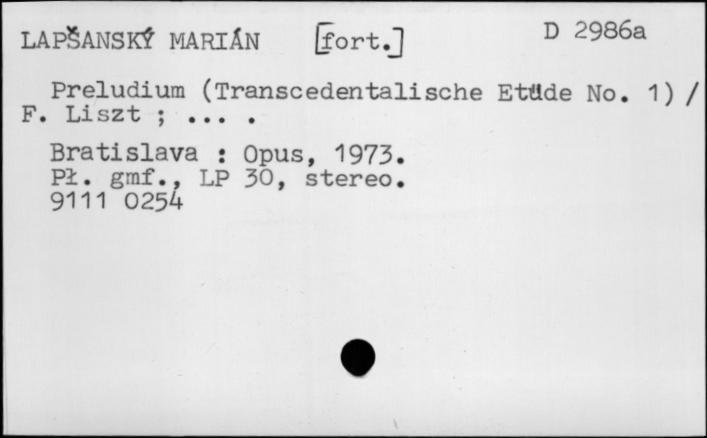 LAPŠANSKÝ MARIÁN [fort.] D 2986a
Preludium (Transcedentalische Etüde No. 1) /
F. Liszt ; ... .
Bratislava : Opus, 1973.
Pł. gmf., LP 30, stereo.
9111 0254